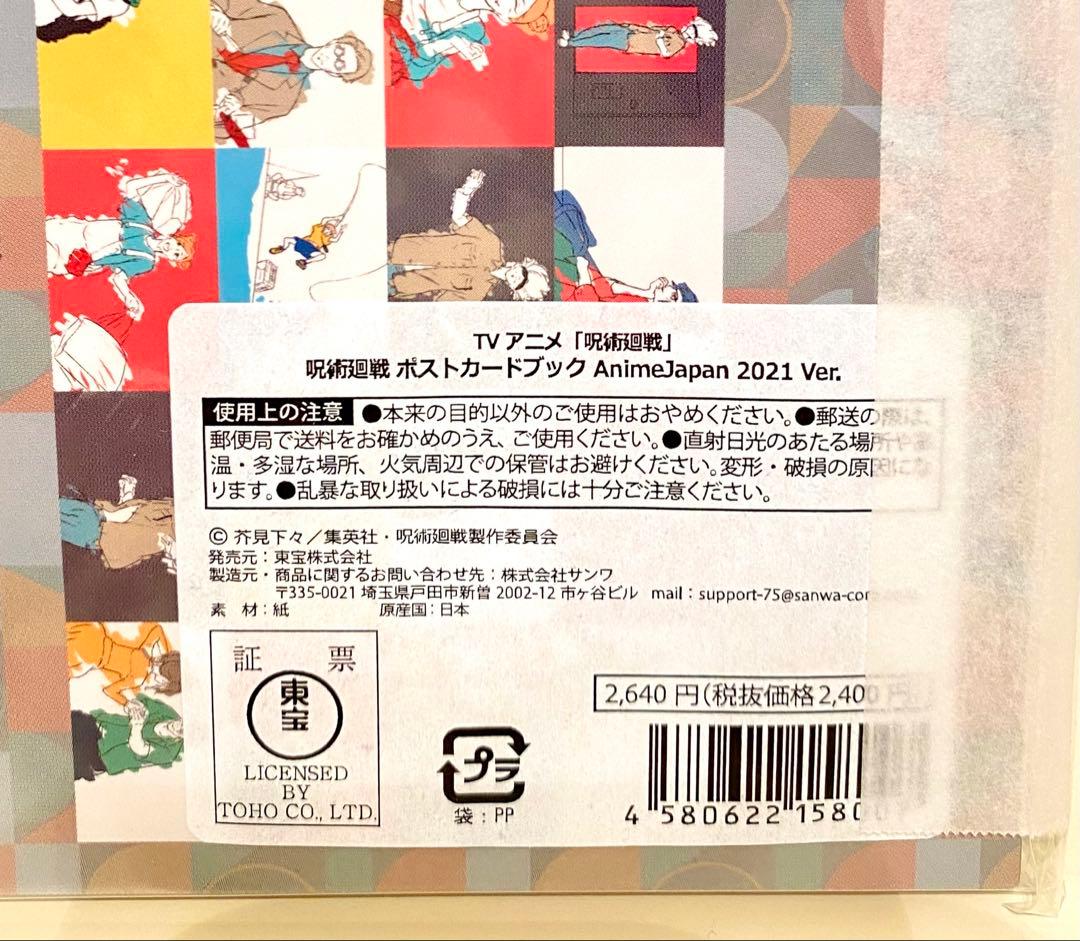 TV アニメ「呪術廻戦」
呪術廻戦 ポストカードブック AnimeJapan 2021 Ver.
使用上の注意 ●本来の目的以外のご使用はおやめください。●郵送の際は、
郵便局で送料をお確かめのうえ、ご使用ください。●直射日光のあたる場所や高
温・多湿な場所、火気周辺での保管はお避けください。変形・破損の原因にな
ります。●乱暴な取り扱いによる破損には十分ご注意ください。
© 芥見下々／集英社・呪術廻戦製作委員会
発売元：東宝株式会社
製造元・商品に関するお問い合わせ先：株式会社サンワ
〒335-0021 埼玉県戸田市新曽 2002-12 市ヶ谷ビル mail：support-75@sanwa-cor
素 材：紙 原産国：日本
証 票
東宝
LICENSED
BY
TOHO CO., LTD.
プラ
袋：PP
2,640 円(税抜価格2,400 円)
4 580622 1580